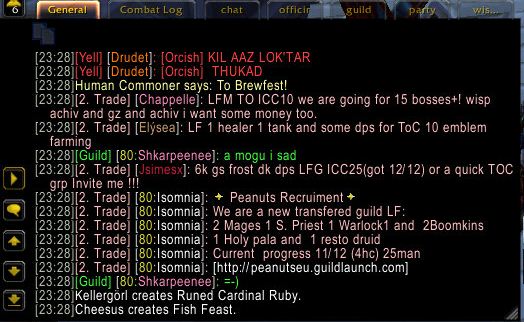 6
General
Combat Log
chat
officin
guild
party
wis...
[23:28][Yell] [Drudet]: [Orcish] KIL AAZ LOK'TAR
[23:28][Yell] [Drudet]: [Orcish]  THUKAD
[23:28]Human Commoner says: To Brewfest!
[23:28][2. Trade] [Chappelle]: LFM TO ICC10 we are going for 15 bosses+! wisp
achiv and gz and achiv i want some money too.
[23:28][2. Trade] [Elýsea]: LF 1 healer 1 tank and some dps for ToC 10 emblem
farming
[23:28][Guild] [80:Shkarpeenee]: a mogu i sad
[23:28][2. Trade] [Jsimesx]: 6k gs frost dk dps LFG ICC25(got 12/12) or a quick TOC
grp Invite me !!!
[23:28][2. Trade] [80:Isomnia]: Peanuts Recruiment
[23:28][2. Trade] [80:Isomnia]: We are a new transfered guild LF:
[23:28][2. Trade] [80:Isomnia]: 2 Mages 1 S. Priest 1 Warlock1 and  2Boomkins
[23:28][2. Trade] [80:Isomnia]: 1 Holy pala and  1 resto druid
[23:28][2. Trade] [80:Isomnia]: Current  progress 11/12 (4hc) 25man
[23:28][2. Trade] [80:Isomnia]: [http://peanutseu.guildlaunch.com]
[23:28][Guild] [80:Shkarpeenee]: =-)
[23:28]Kellergörl creates Runed Cardinal Ruby.
[23:28]Cheesus creates Fish Feast.